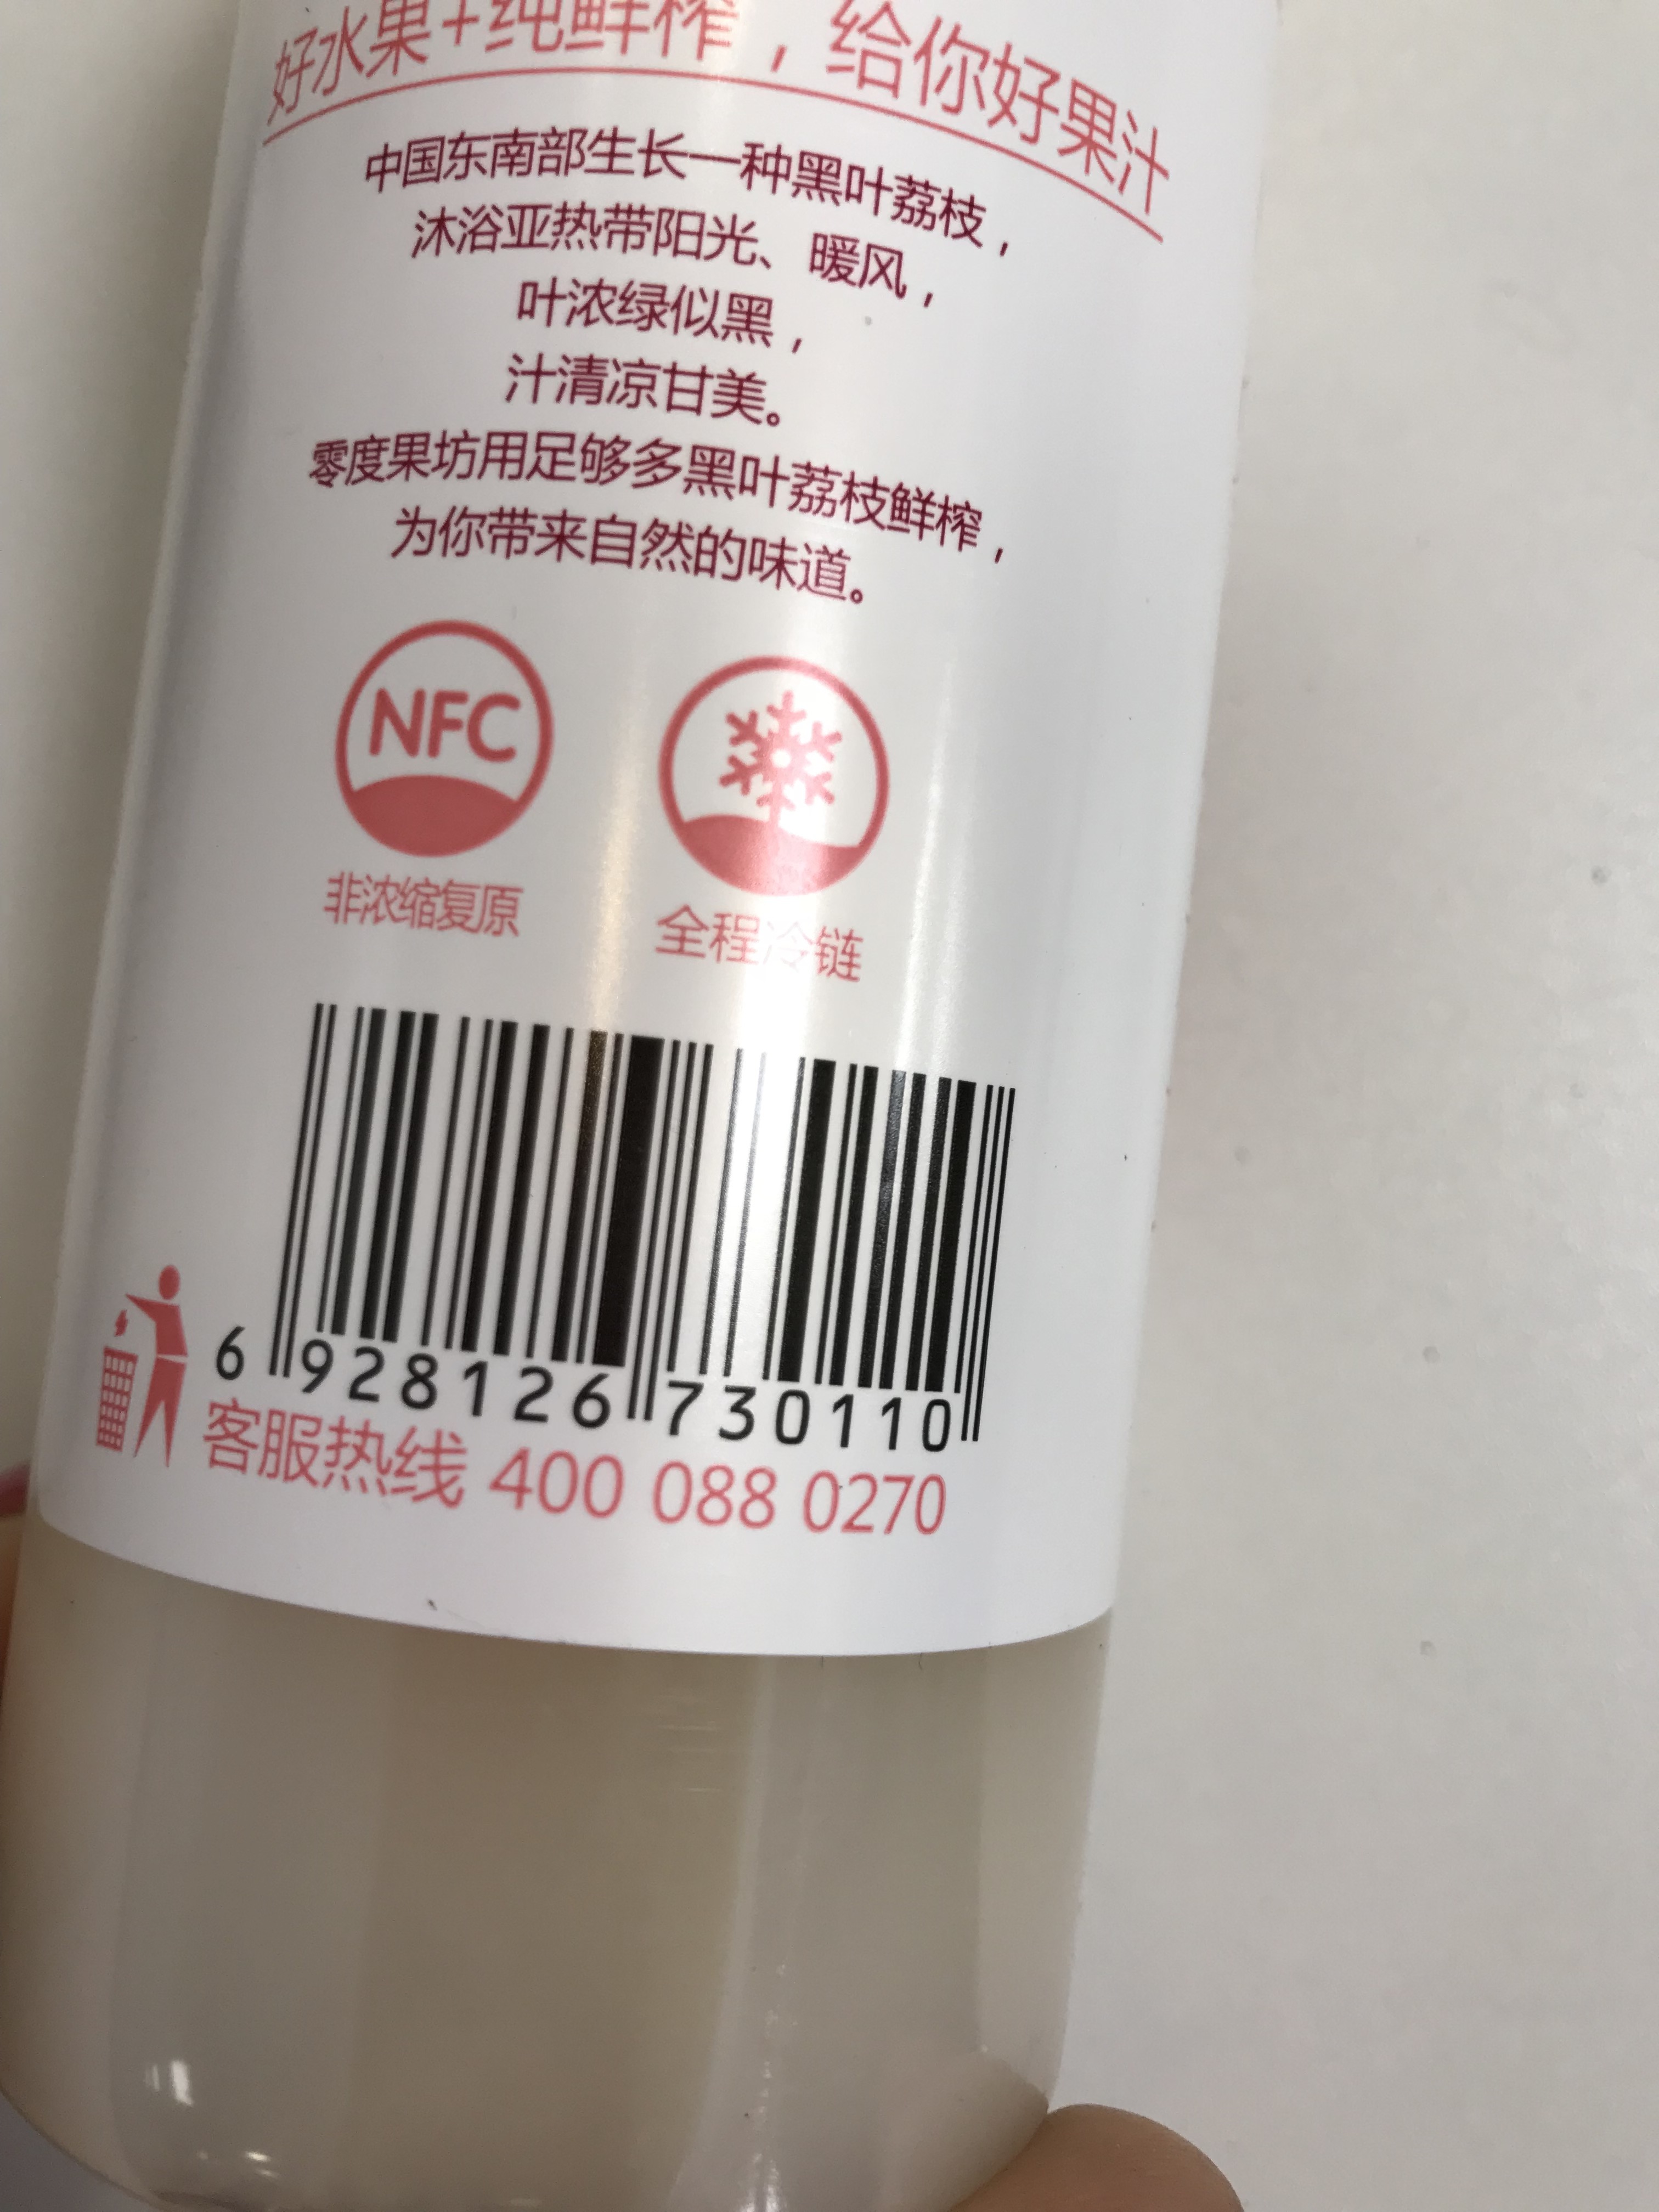 好水果+纯鲜榨，给你好果汁
中国东南部生长一种黑叶荔枝，
沐浴亚热带阳光、暖风，
叶浓绿似黑，
汁清凉甘美。
零度果坊用足够多黑叶荔枝鲜榨，
为你带来自然的味道。
NFC
非浓缩复原
全程冷链
6 928126 730110
客服热线 400 088 0270